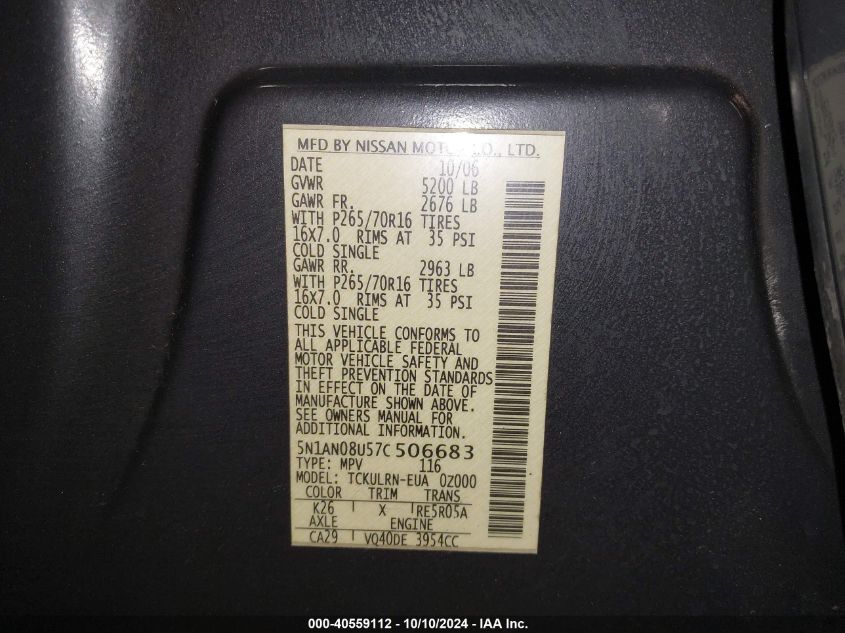 MFD BY NISSAN MOTOR CO., LTD.
DATE 10/06
GVWR 5200 LB
GAWR FR. 2676 LB
WITH P265/70R16 TIRES
16X7.0 RIMS AT 35 PSI
COLD SINGLE
GAWR RR. 2963 LB
WITH P265/70R16 TIRES
16X7.0 RIMS AT 35 PSI
COLD SINGLE
THIS VEHICLE CONFORMS TO
ALL APPLICABLE FEDERAL
MOTOR VEHICLE SAFETY AND
THEFT PREVENTION STANDARDS
IN EFFECT ON THE DATE OF
MANUFACTURE SHOWN ABOVE.
SEE OWNERS MANUAL FOR
ADDITIONAL INFORMATION.
5N1AN08U57C506683
TYPE: MPV 116
MODEL: TCKULRN-EUA 0Z000
COLOR TRIM TRANS
K26 X RE5R05A
AXLE ENGINE
CA29 VQ40DE 3954CC
000-40559112 - 10/10/2024 - IAA Inc.